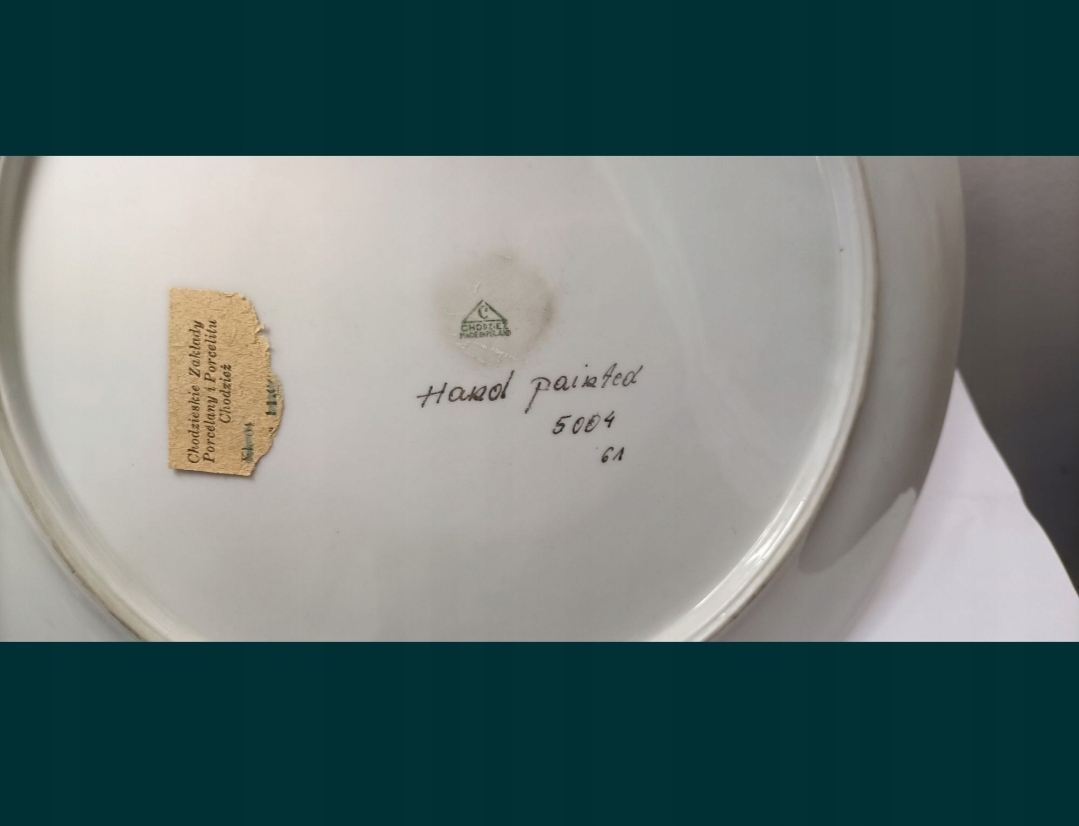 Chodzieskie Zakłady
Porcelany i Porcelitu
Chodzież
C
CHODZIEŻ
MADE IN POLAND
Hand painted
5004
61